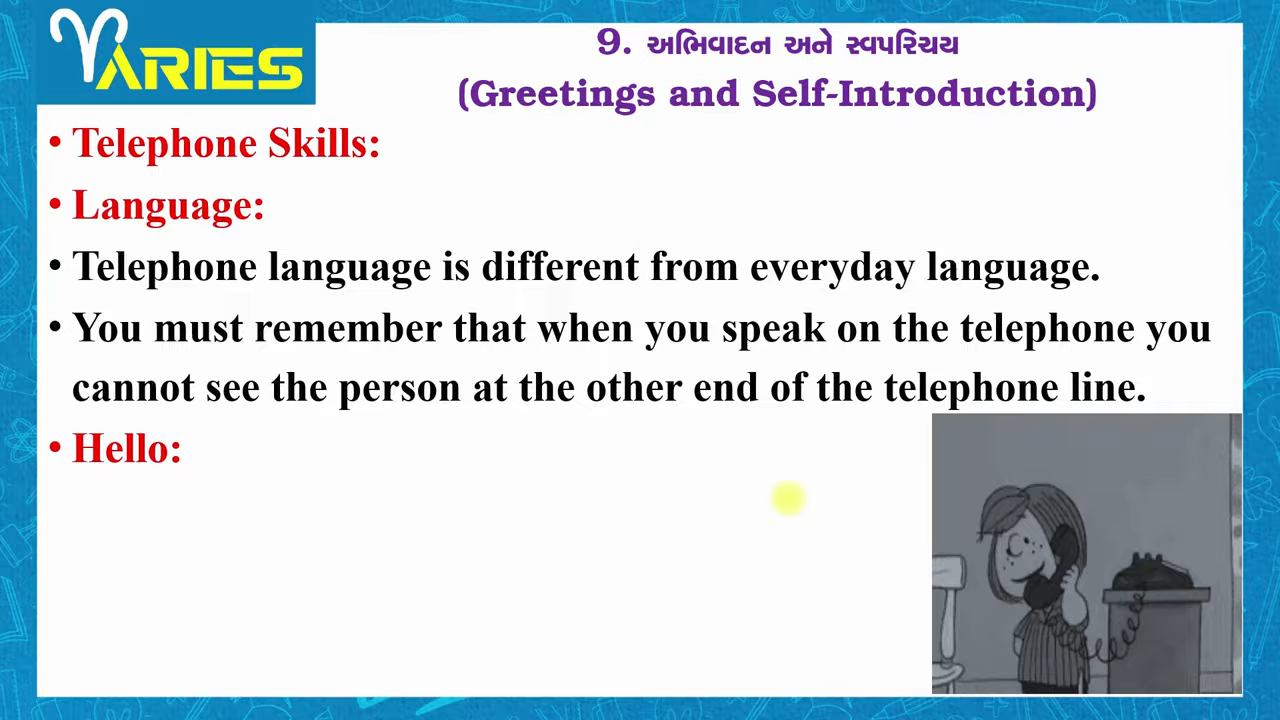 ARIES
9. અભિવાદન અને સ્વપરિચય
(Greetings and Self-Introduction)
• Telephone Skills:
• Language:
• Telephone language is different from everyday language.
• You must remember that when you speak on the telephone you
cannot see the person at the other end of the telephone line.
• Hello: